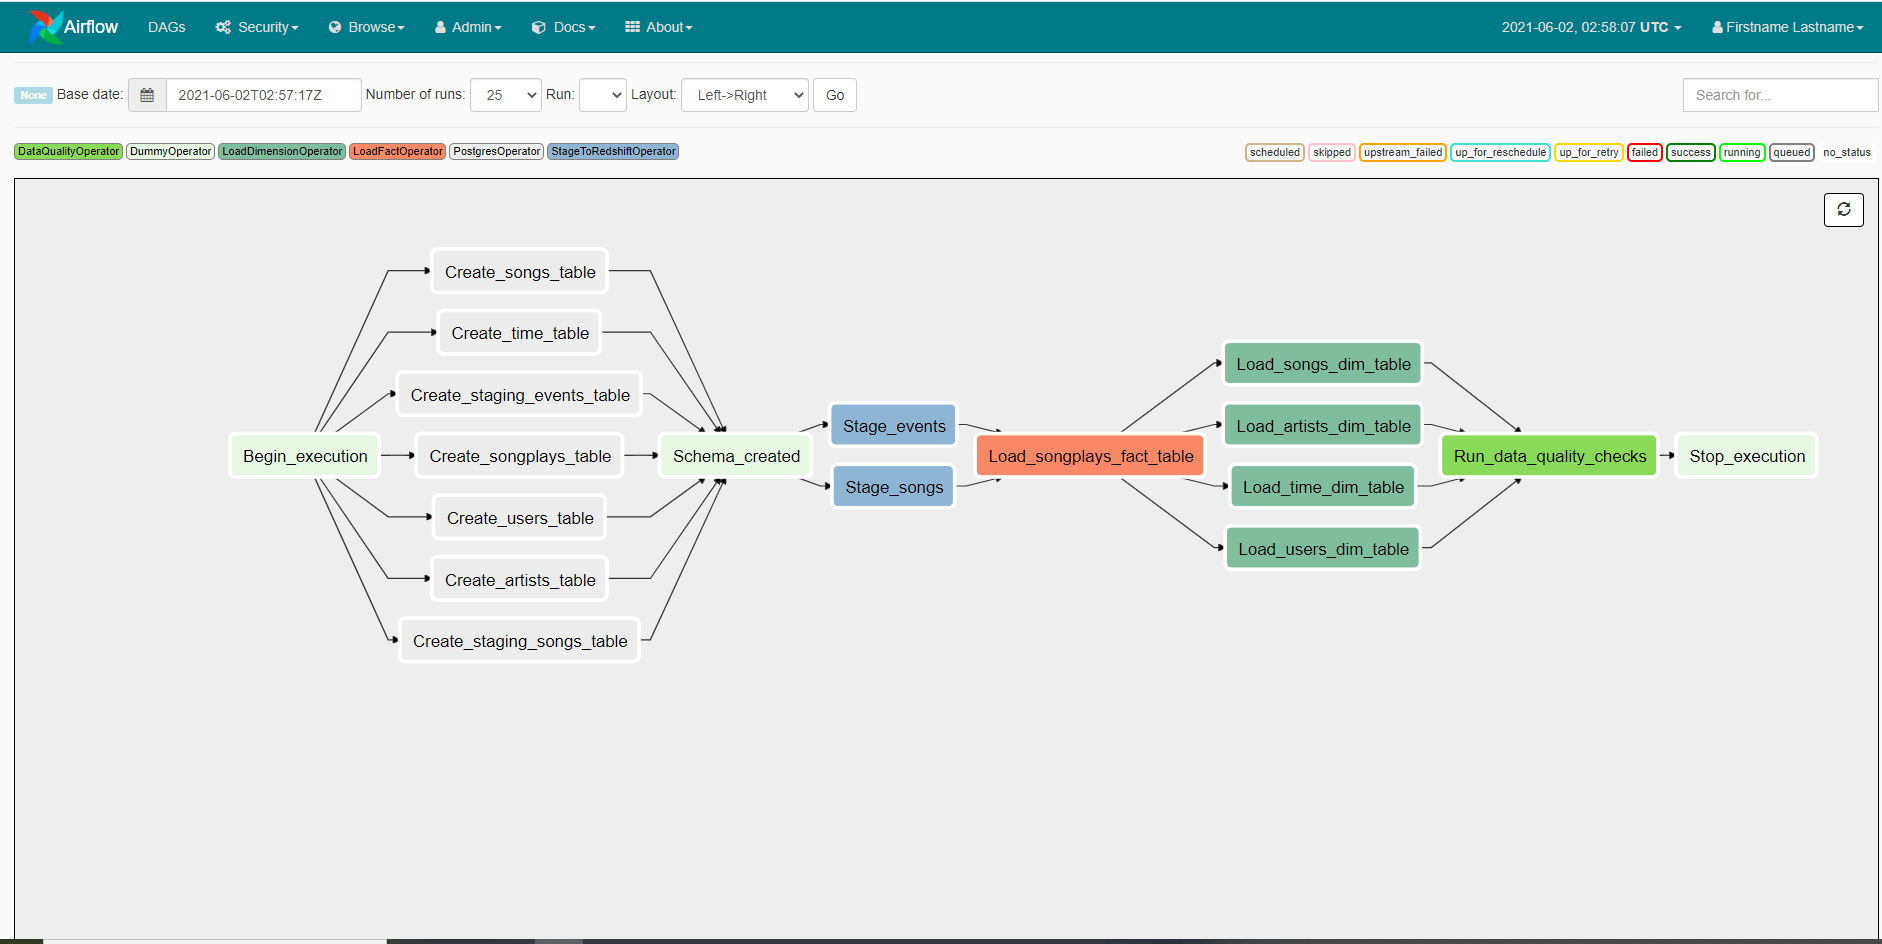 Airflow DAGs Security Browse Admin Docs About 2021-06-02, 02:58:07 UTC Firstname Lastname
None Base date: 2021-06-02T02:57:17Z Number of runs: 25 Run: Layout: Left->Right Go Search for...
DataQualityOperator DummyOperator LoadDimensionOperator LoadFactOperator PostgresOperator StageToRedshiftOperator scheduled skipped upstream_failed up_for_reschedule up_for_retry failed success running queued no_status
Create_songs_table
Create_time_table
Load_songs_dim_table
Create_staging_events_table
Stage_events Load_artists_dim_table
Begin_execution Create_songplays_table Schema_created Load_songplays_fact_table Run_data_quality_checks Stop_execution
Stage_songs Load_time_dim_table
Create_users_table
Load_users_dim_table
Create_artists_table
Create_staging_songs_table